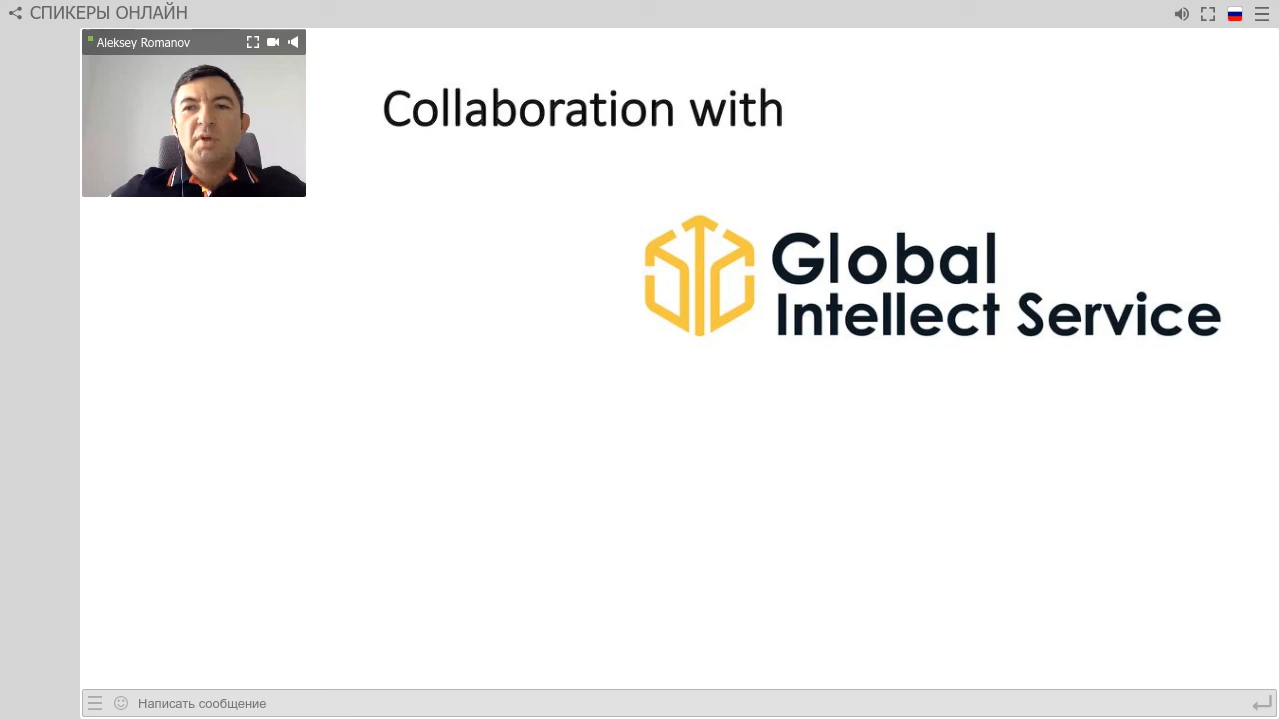 СПИКЕРЫ ОНЛАЙН
Aleksey Romanov
Collaboration with
Global
Intellect Service
Написать сообщение